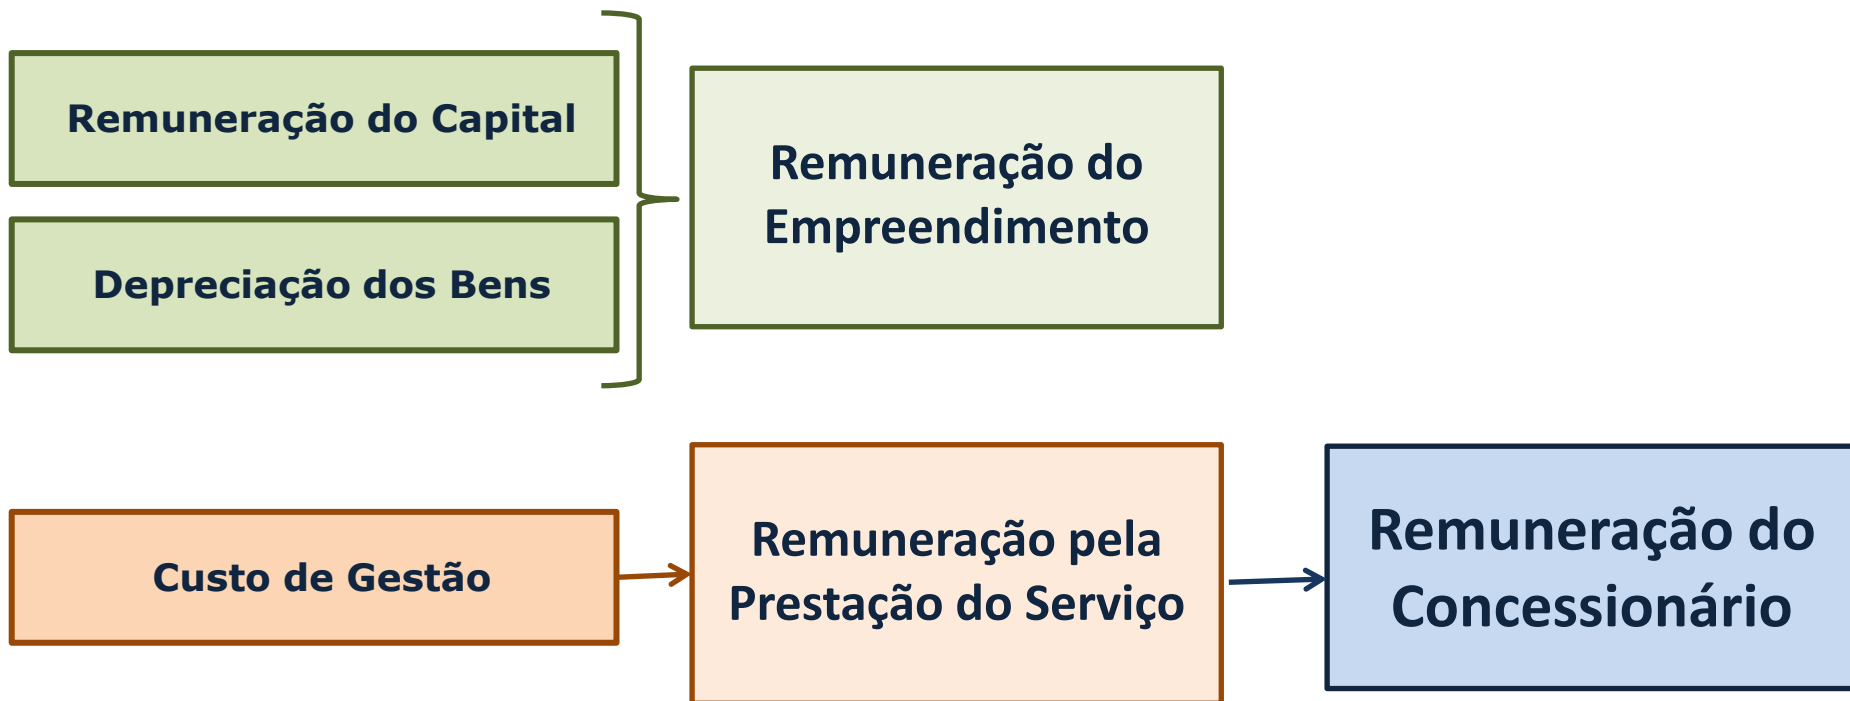 Remuneração do Capital
Depreciação dos Bens
Remuneração do
Empreendimento
Custo de Gestão
Remuneração pela
Prestação do Serviço
Remuneração do
Concessionário